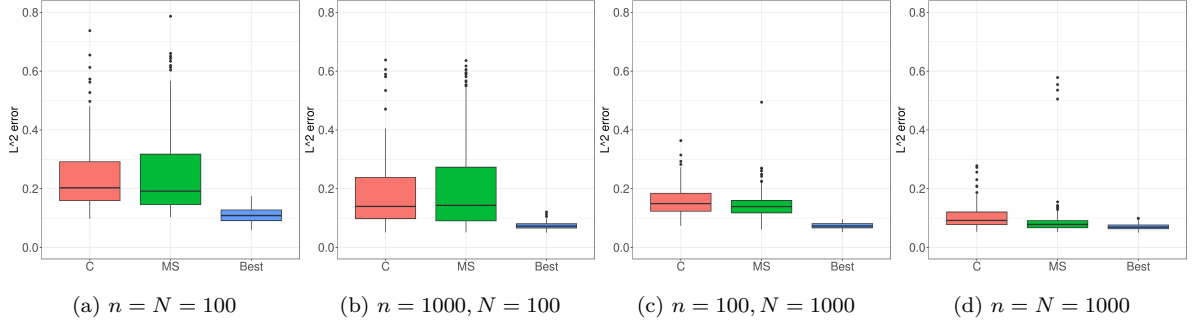 L^2 error
0.8
0.6
0.4
0.2
0.0
C MS Best
(a) n = N = 100
L^2 error
0.8
0.6
0.4
0.2
0.0
C MS Best
(b) n = 1000, N = 100
L^2 error
0.8
0.6
0.4
0.2
0.0
C MS Best
(c) n = 100, N = 1000
L^2 error
0.8
0.6
0.4
0.2
0.0
C MS Best
(d) n = N = 1000